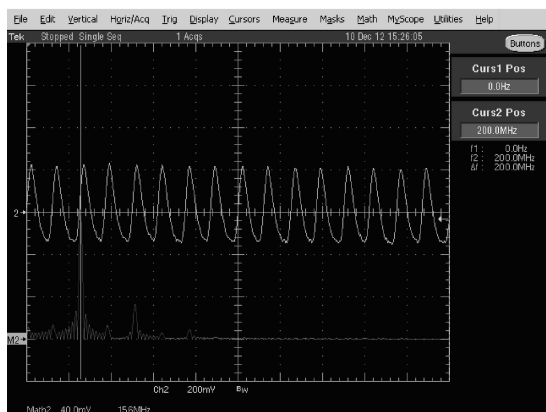 File Edit Vertical Horiz/Acq Trig Display Cursors Measure Masks Math MyScope Utilities Help
Tek Stopped Single Seq 1 Acqs 10 Dec 12 15:26:05
Buttons
Curs1 Pos
0.0Hz
Curs2 Pos
200.0MHz
f1 : 0.0Hz
f2 : 200.0MHz
Δf : 200.0MHz
2
M2
Ch2 200mV Bw
Math2 40.0mV 156MHz